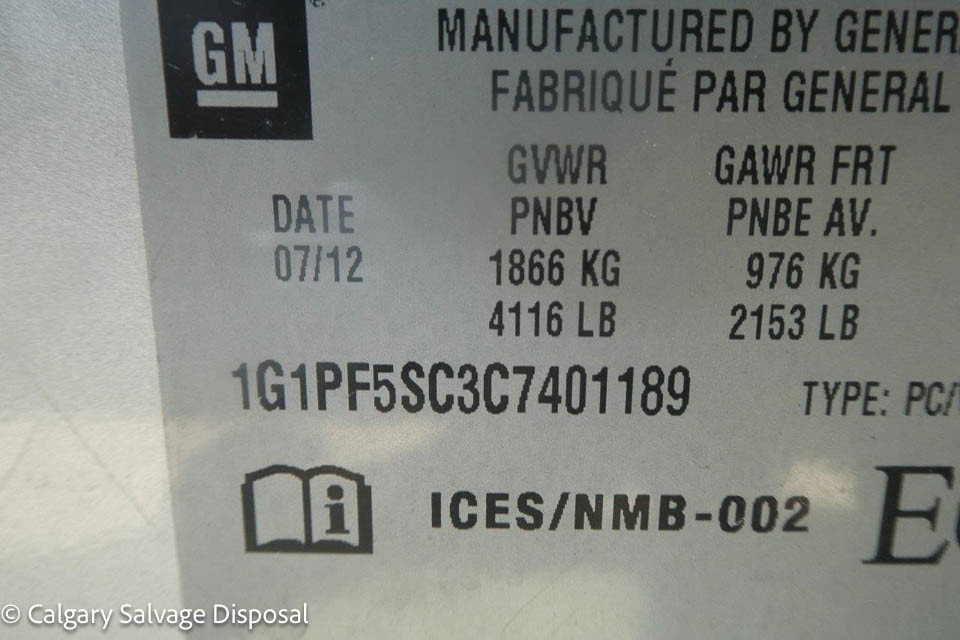 GM
MANUFACTURED BY GENER
FABRIQUÉ PAR GENERAL
GVWR GAWR FRT
DATE PNBV PNBE AV.
07/12 1866 KG 976 KG
4116 LB 2153 LB
1G1PF5SC3C7401189 TYPE: PC/
i ICES/NMB-002
© Calgary Salvage Disposal